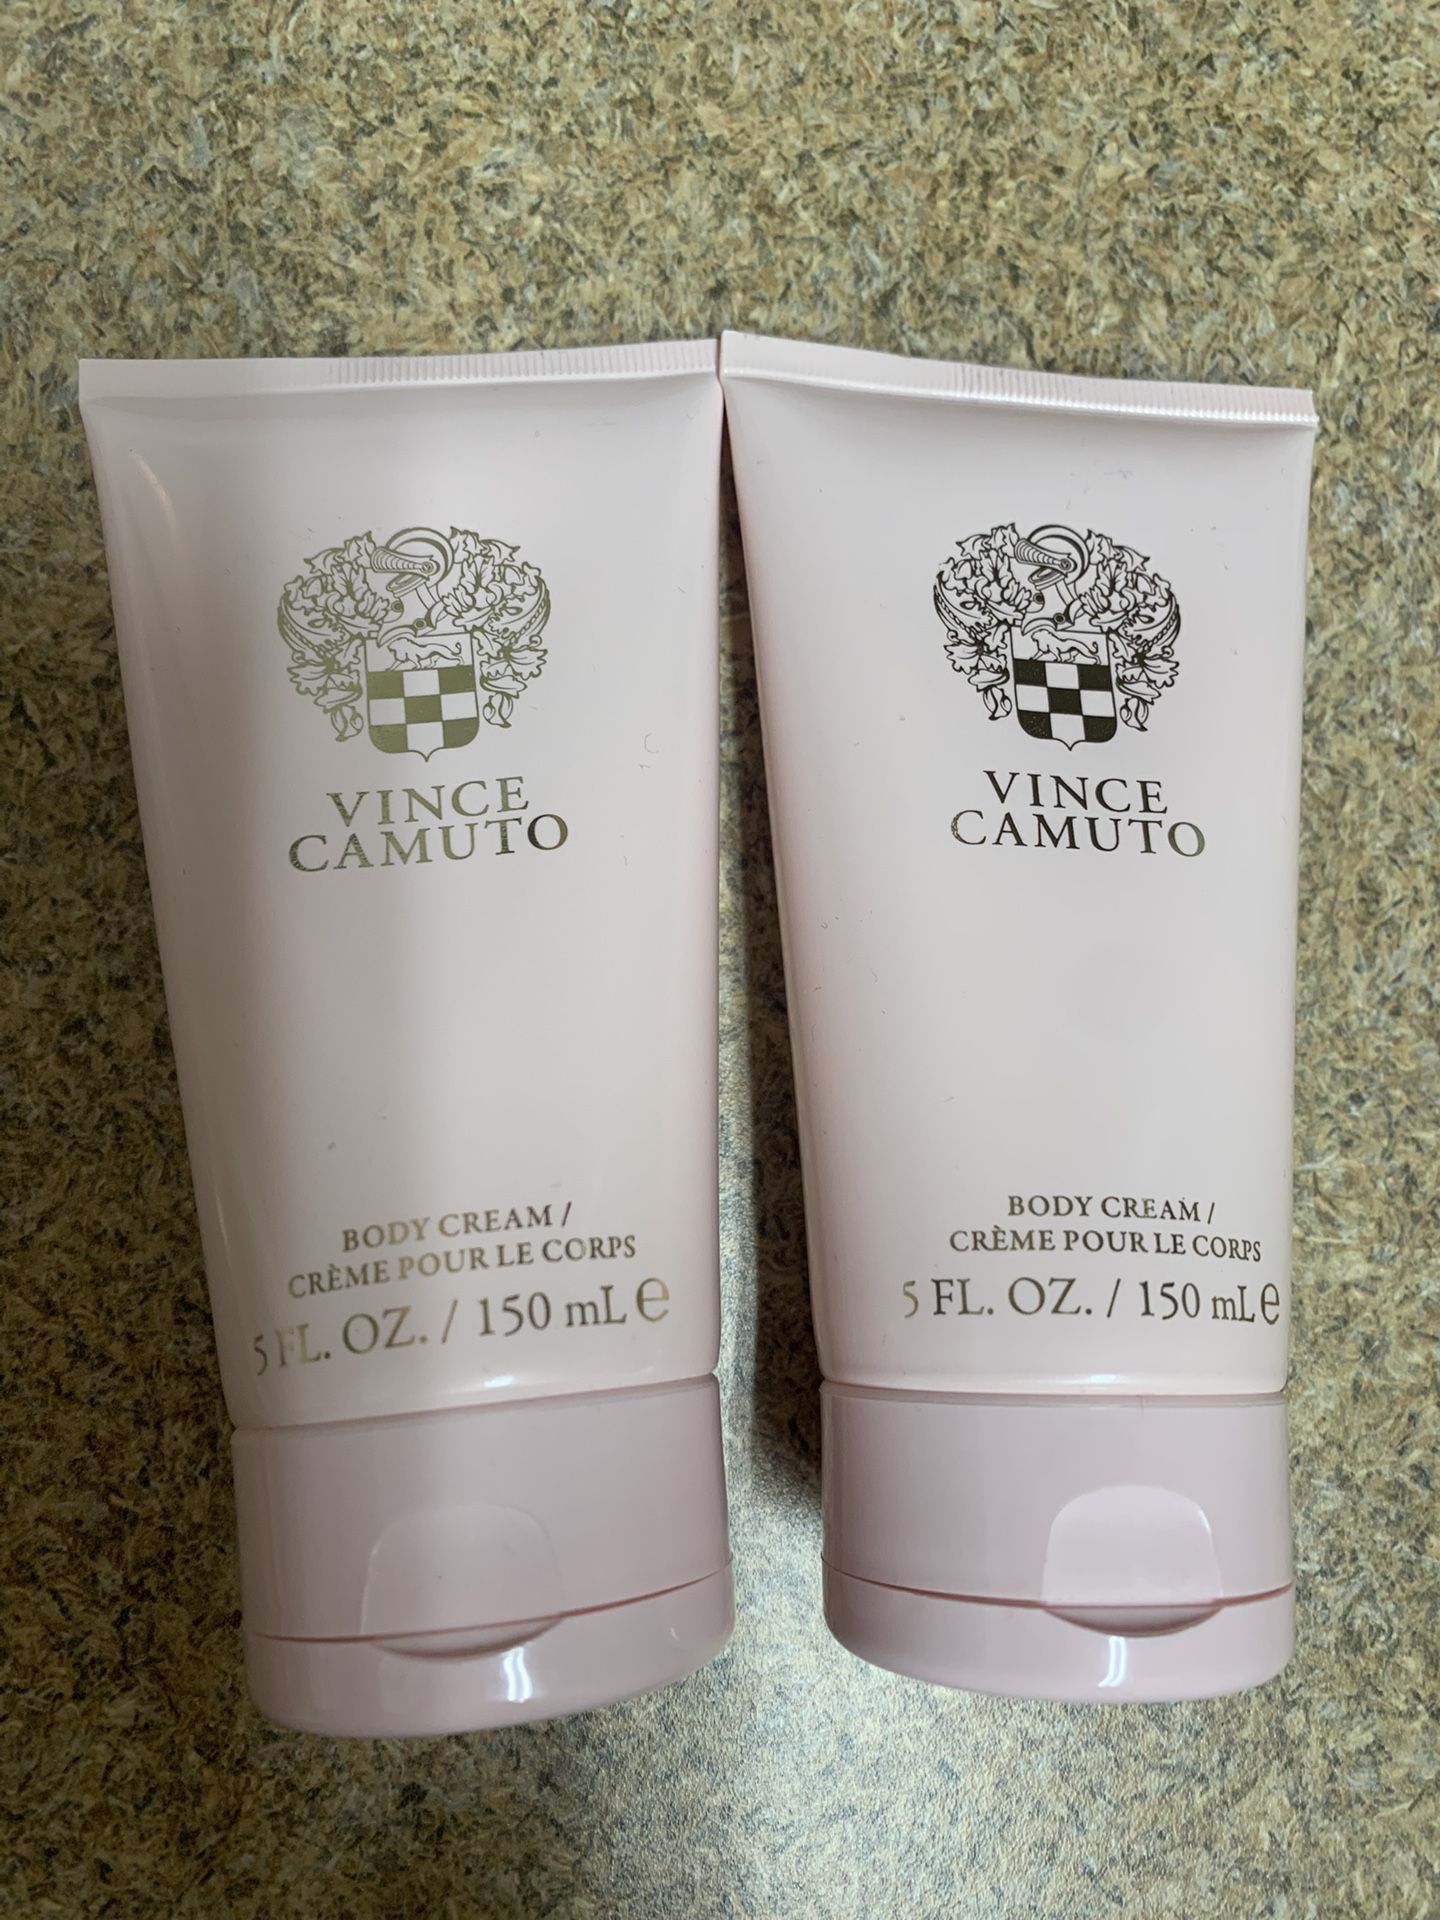 VINCE
CAMUTO
BODY CREAM /
CRÈME POUR LE CORPS
5 FL. OZ. / 150 mL e
VINCE
CAMUTO
BODY CREAM /
CRÈME POUR LE CORPS
5 FL. OZ. / 150 mL e